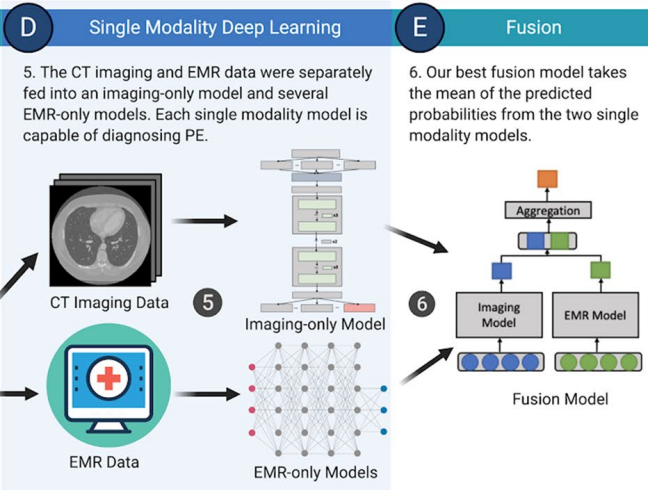 D
Single Modality Deep Learning
E
Fusion
5. The CT imaging and EMR data were separately
fed into an imaging-only model and several
EMR-only models. Each single modality model is
capable of diagnosing PE.
6. Our best fusion model takes
the mean of the predicted
probabilities from the two single
modality models.
CT Imaging Data
5
Imaging-only Model
EMR Data
EMR-only Models
6
Aggregation
Imaging
Model
EMR Model
Fusion Model